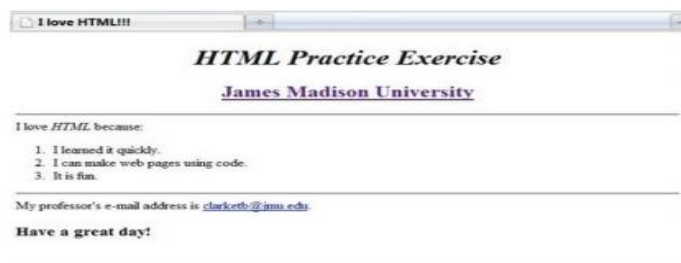 I love HTML!!!
HTML Practice Exercise
James Madison University
I love HTML because:
1. I learned it quickly.
2. I can make web pages using code.
3. It is fun.
My professor's e-mail address is clarketb@jmu.edu.
Have a great day!